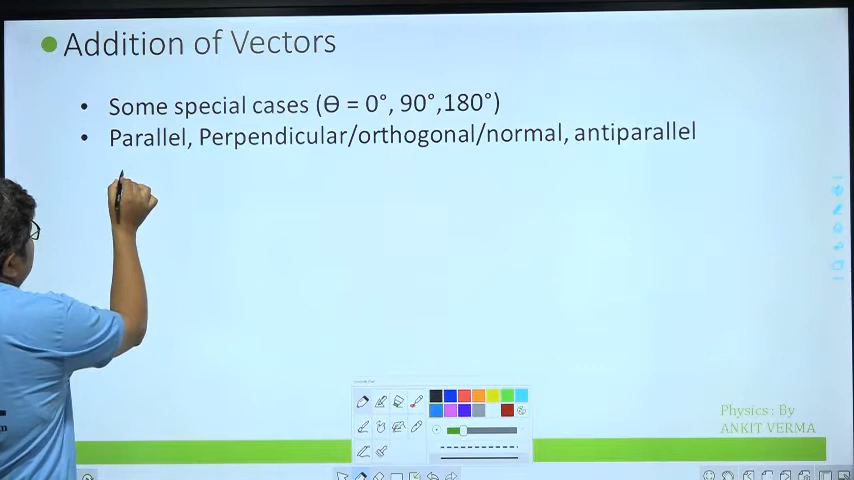 Addition of Vectors
• Some special cases (Ɵ = 0°, 90°,180°)
• Parallel, Perpendicular/orthogonal/normal, antiparallel
Physics : By
ANKIT VERMA